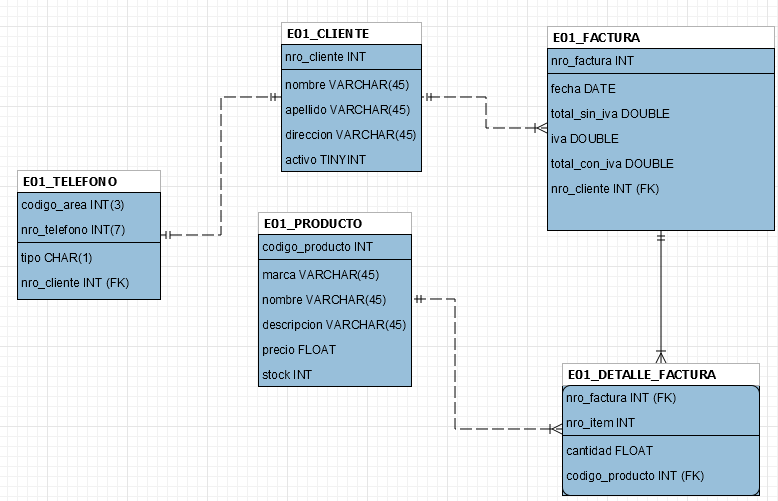 E01_CLIENTE
nro_cliente INT
nombre VARCHAR(45)
apellido VARCHAR(45)
direccion VARCHAR(45)
activo TINYINT
E01_FACTURA
nro_factura INT
fecha DATE
total_sin_iva DOUBLE
iva DOUBLE
total_con_iva DOUBLE
nro_cliente INT (FK)
E01_TELEFONO
codigo_area INT(3)
nro_telefono INT(7)
tipo CHAR(1)
nro_cliente INT (FK)
E01_PRODUCTO
codigo_producto INT
marca VARCHAR(45)
nombre VARCHAR(45)
descripcion VARCHAR(45)
precio FLOAT
stock INT
E01_DETALLE_FACTURA
nro_factura INT (FK)
nro_item INT
cantidad FLOAT
codigo_producto INT (FK)